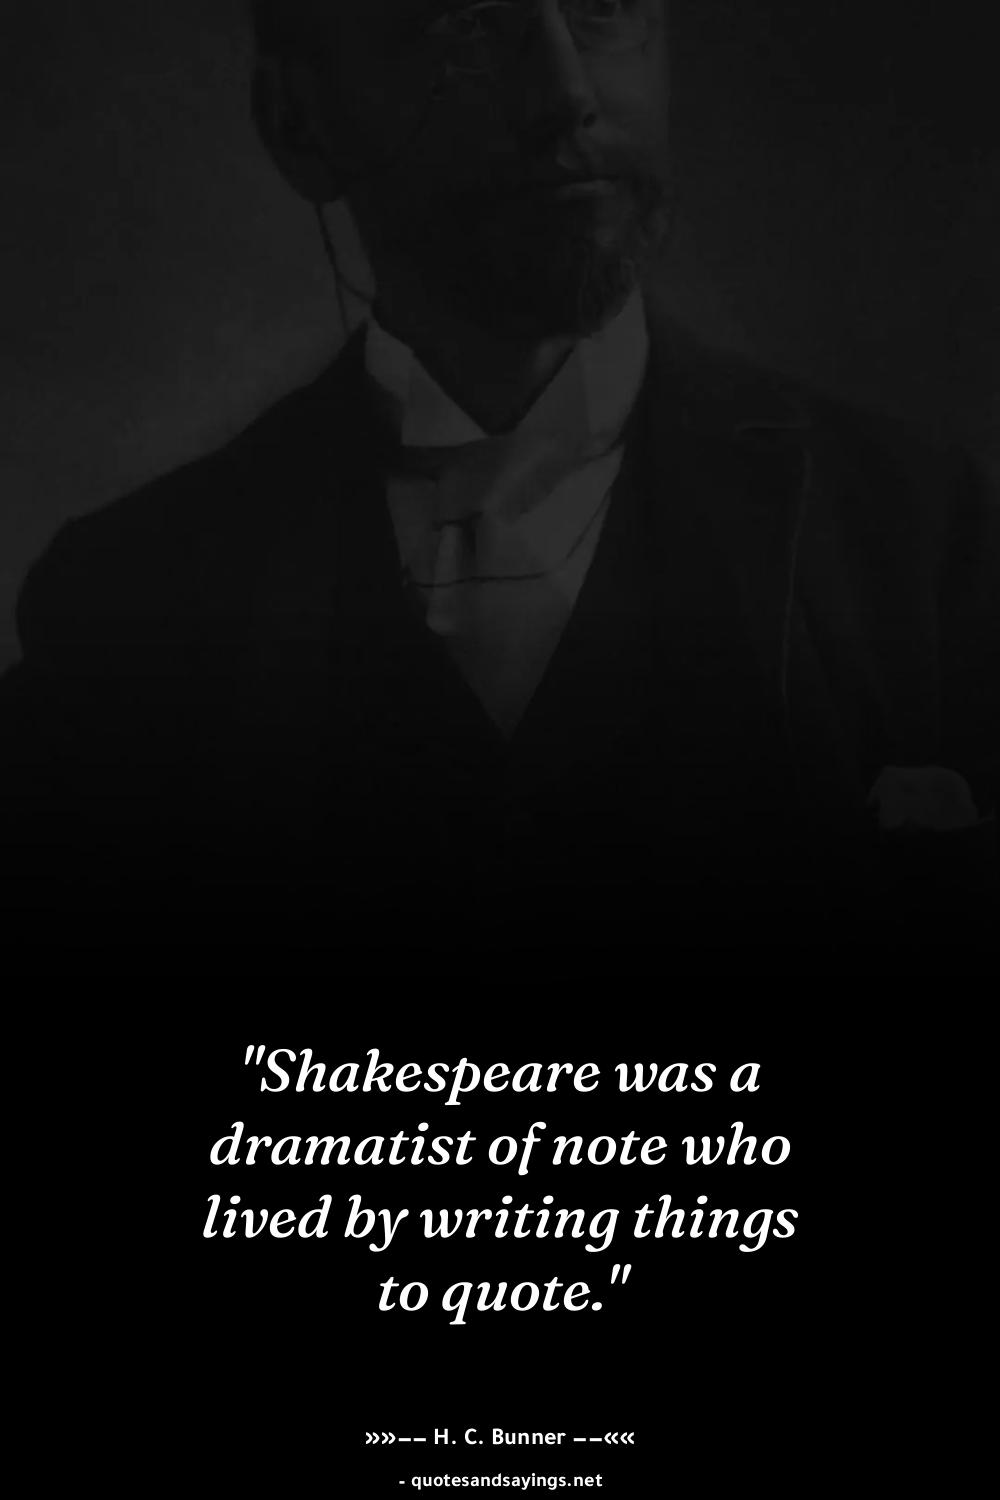 "Shakespeare was a
dramatist of note who
lived by writing things
to quote."
»»−− H. C. Bunner −−««
- quotesandsayings.net